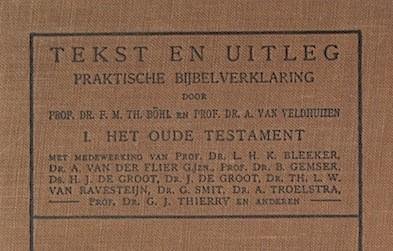 TEKST EN UITLEG
PRAKTISCHE BIJBELVERKLARING
DOOR
PROF. DR. F. M. TH. BÖHL EN PROF. DR. A. VAN VELDHUIZEN
I. HET OUDE TESTAMENT
MET MEDEWERKING VAN PROF. DR. L. H. K. BLEEKER,
DR. A. VAN DER FLIER GJZN., PROF. DR. B. GEMSER,
DS. H. J. DE GROOT, DR. J. DE GROOT, DR. TH. L. W.
VAN RAVESTEIJN, DR. G. SMIT, DR. A. TROELSTRA,
PROF. DR. G. J. THIERRY EN ANDEREN